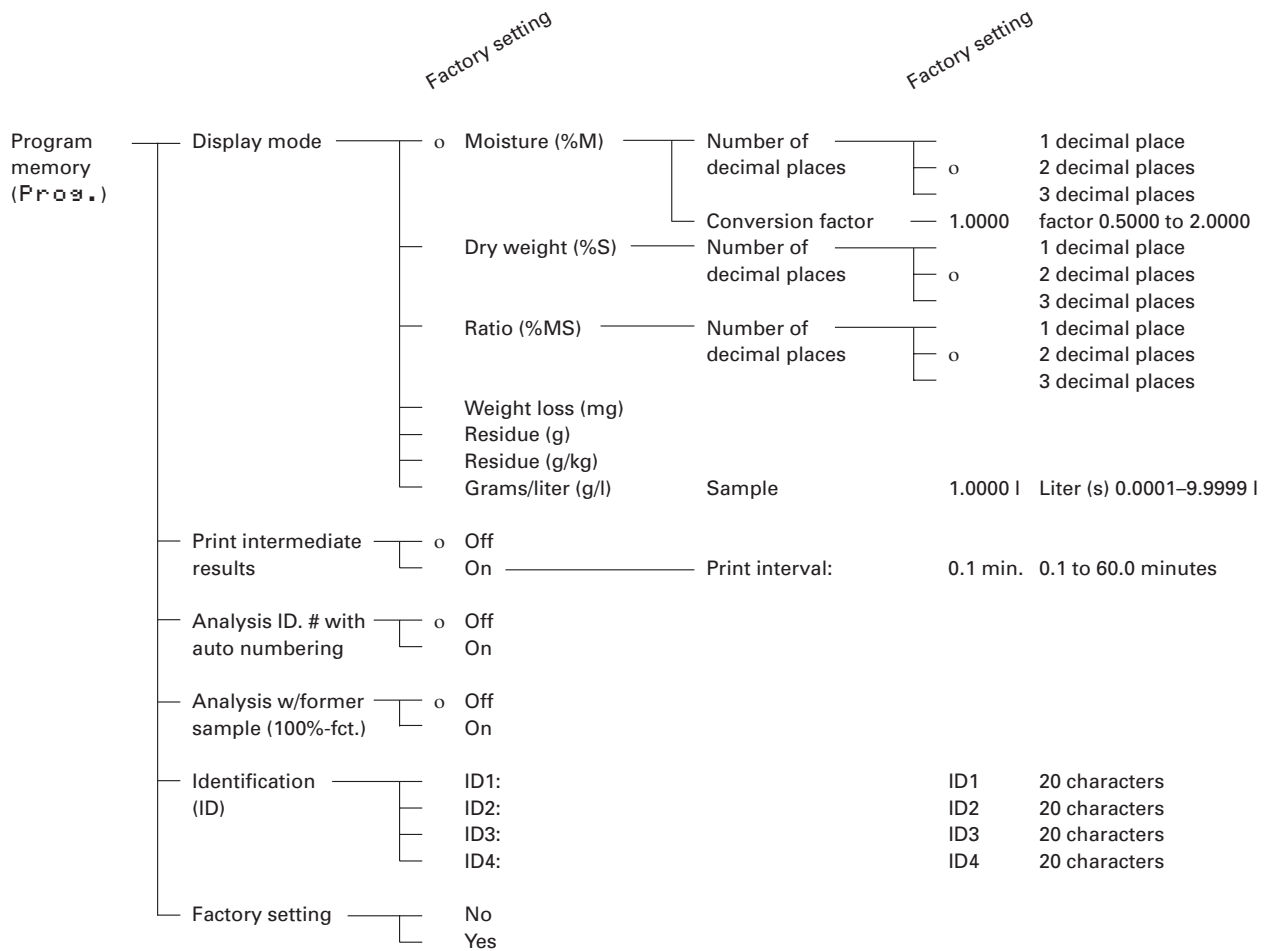 Factory setting Factory setting
Program Display mode o Moisture (%M) Number of 1 decimal place
memory decimal places o 2 decimal places
(Prog.) 3 decimal places
Conversion factor 1.0000 factor 0.5000 to 2.0000
Dry weight (%S) Number of 1 decimal place
decimal places o 2 decimal places
3 decimal places
Ratio (%MS) Number of 1 decimal place
decimal places o 2 decimal places
3 decimal places
Weight loss (mg)
Residue (g)
Residue (g/kg)
Grams/liter (g/l) Sample 1.0000 l Liter (s) 0.0001–9.9999 l
Print intermediate o Off
results On Print interval: 0.1 min. 0.1 to 60.0 minutes
Analysis ID. # with o Off
auto numbering On
Analysis w/former o Off
sample (100%-fct.) On
Identification ID1: ID1 20 characters
(ID) ID2: ID2 20 characters
ID3: ID3 20 characters
ID4: ID4 20 characters
Factory setting No
Yes